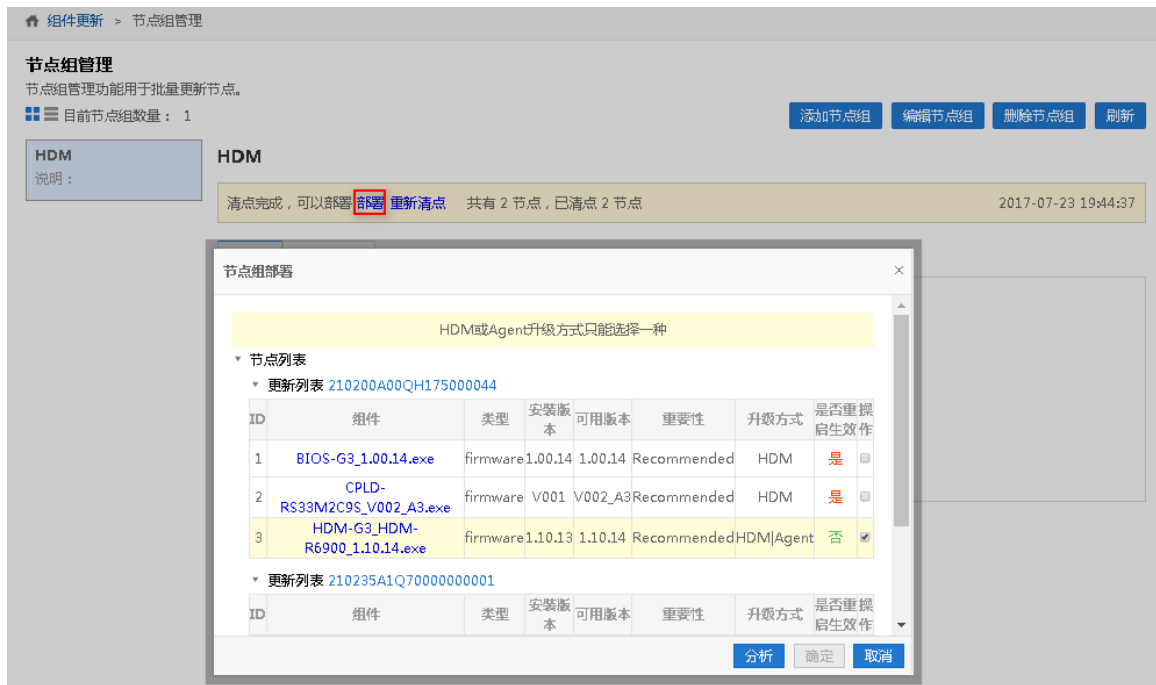 组件更新 > 节点组管理
节点组管理
节点组管理功能用于批量更新节点。
目前节点组数量： 1
添加节点组 编辑节点组 删除节点组 刷新
HDM
说明：
HDM
清点完成，可以部署 部署 重新清点 共有 2 节点，已清点 2 节点 2017-07-23 19:44:37
节点组部署 ×
HDM或Agent升级方式只能选择一种
节点列表
更新列表 210200A00QH175000044
ID 组件 类型 安装版本 可用版本 重要性 升级方式 是否重启生效 操作
1 BIOS-G3_1.00.14.exe firmware 1.00.14 1.00.14 Recommended HDM 是
2 CPLD-RS33M2C9S_V002_A3.exe firmware V001 V002_A3 Recommended HDM 是
3 HDM-G3_HDM-R6900_1.10.14.exe firmware 1.10.13 1.10.14 Recommended HDM|Agent 否
更新列表 210235A1Q70000000001
ID 组件 类型 安装版本 可用版本 重要性 升级方式 是否重启生效 操作
分析 确定 取消